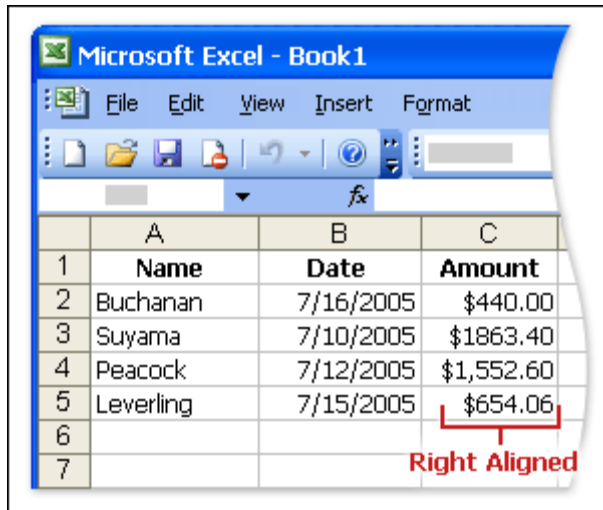 Microsoft Excel - Book1
File Edit View Insert Format
fx
A B C
1 Name Date Amount
2 Buchanan 7/16/2005 $440.00
3 Suyama 7/10/2005 $1863.40
4 Peacock 7/12/2005 $1,552.60
5 Leverling 7/15/2005 $654.06
6
7 Right Aligned